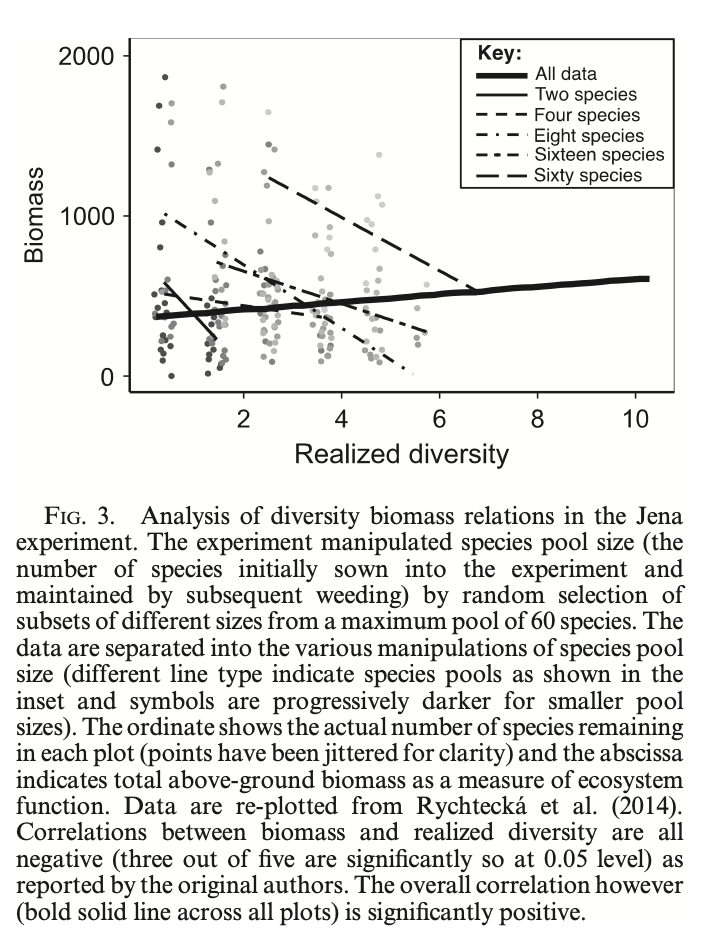 2000
1000
0
Biomass
2
4
6
8
10
Realized diversity
Key:
All data
Two species
Four species
Eight species
Sixteen species
Sixty species
FIG. 3. Analysis of diversity biomass relations in the Jena
experiment. The experiment manipulated species pool size (the
number of species initially sown into the experiment and
maintained by subsequent weeding) by random selection of
subsets of different sizes from a maximum pool of 60 species. The
data are separated into the various manipulations of species pool
size (different line type indicate species pools as shown in the
inset and symbols are progressively darker for smaller pool
sizes). The ordinate shows the actual number of species remaining
in each plot (points have been jittered for clarity) and the abscissa
indicates total above-ground biomass as a measure of ecosystem
function. Data are re-plotted from Rychtecká et al. (2014).
Correlations between biomass and realized diversity are all
negative (three out of five are significantly so at 0.05 level) as
reported by the original authors. The overall correlation however
(bold solid line across all plots) is significantly positive.